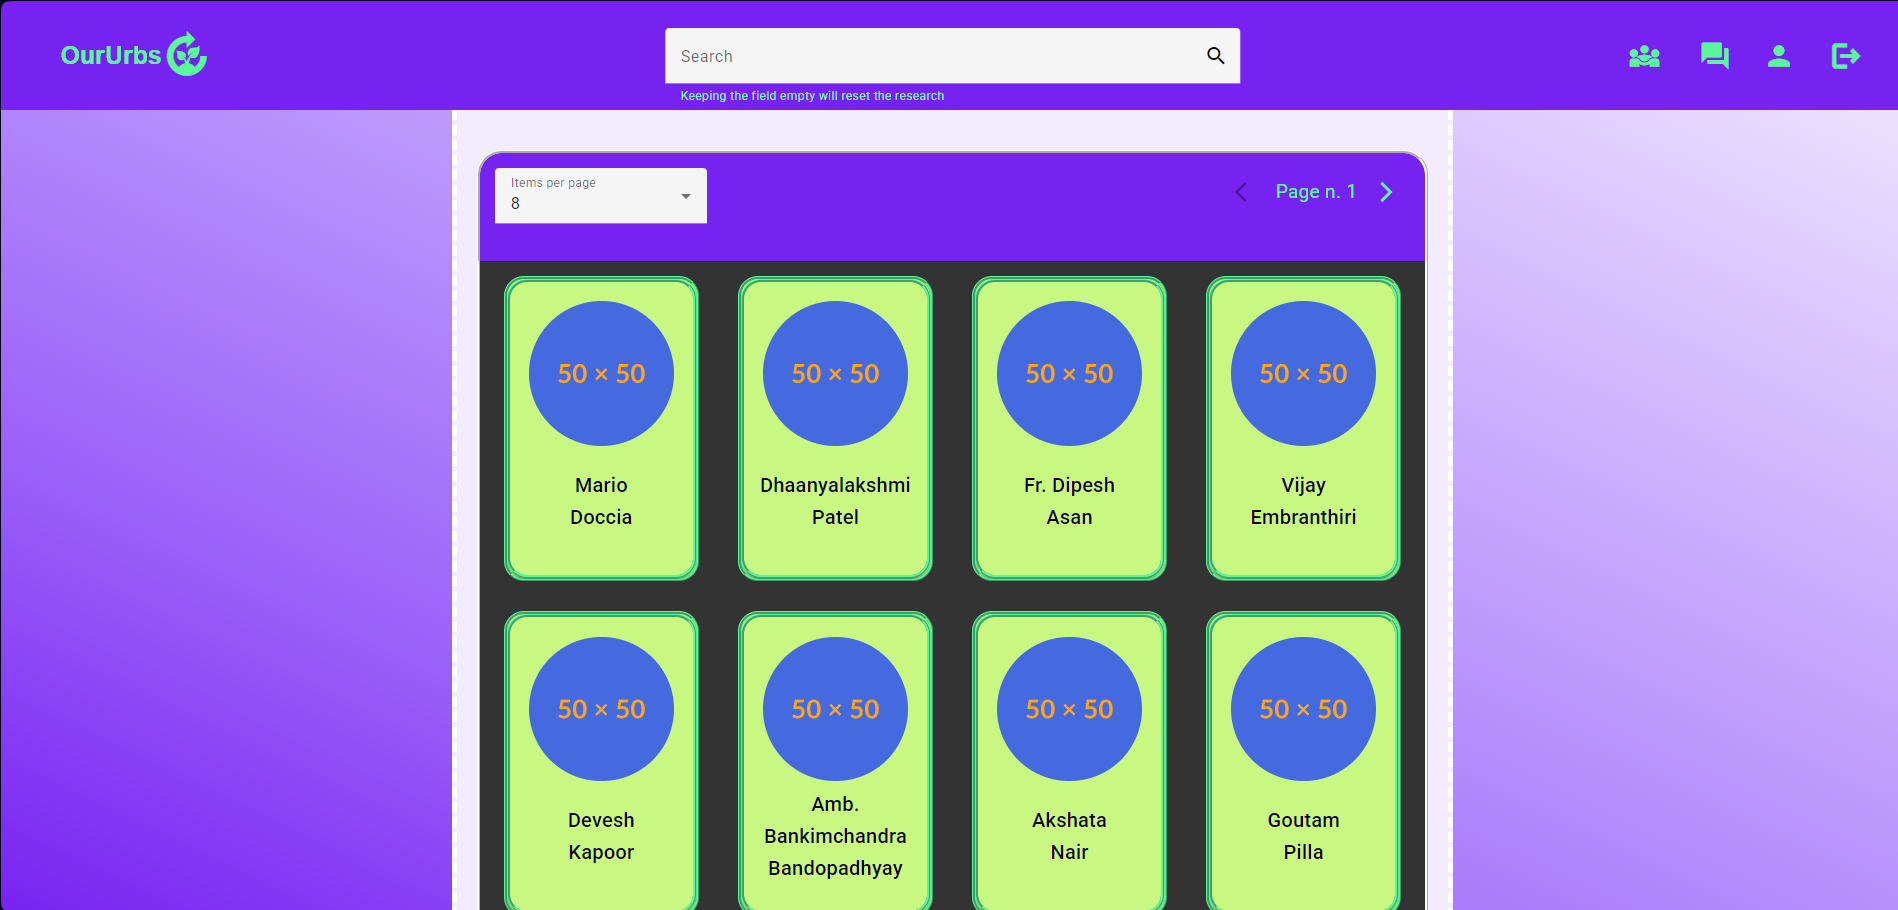 OurUrbs
Search
Keeping the field empty will reset the research
Items per page
8
Page n. 1
50 × 50
50 × 50
50 × 50
50 × 50
Mario
Doccia
Dhaanyalakshmi
Patel
Fr. Dipesh
Asan
Vijay
Embranthiri
50 × 50
50 × 50
50 × 50
50 × 50
Devesh
Kapoor
Amb.
Bankimchandra
Bandopadhyay
Akshata
Nair
Goutam
Pilla